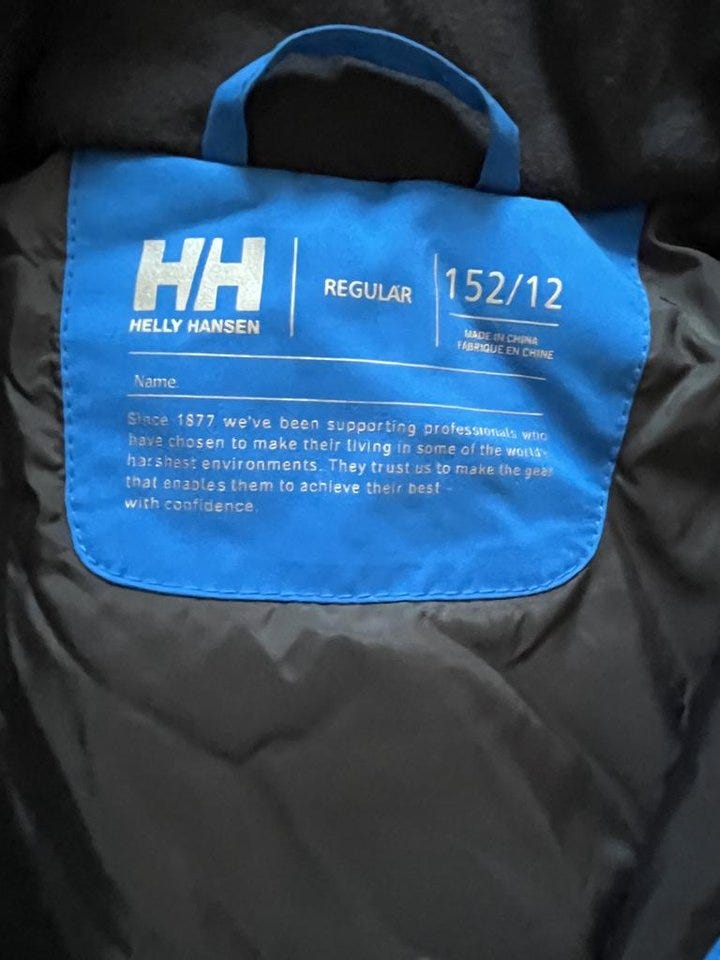 HH
HELLY HANSEN
REGULAR
152/12
MADE IN CHINA
FABRIQUE EN CHINE
Name
Since 1877 we've been supporting professionals who
have chosen to make their living in some of the world's
harshest environments. They trust us to make the gear
that enables them to achieve their best -
with confidence.